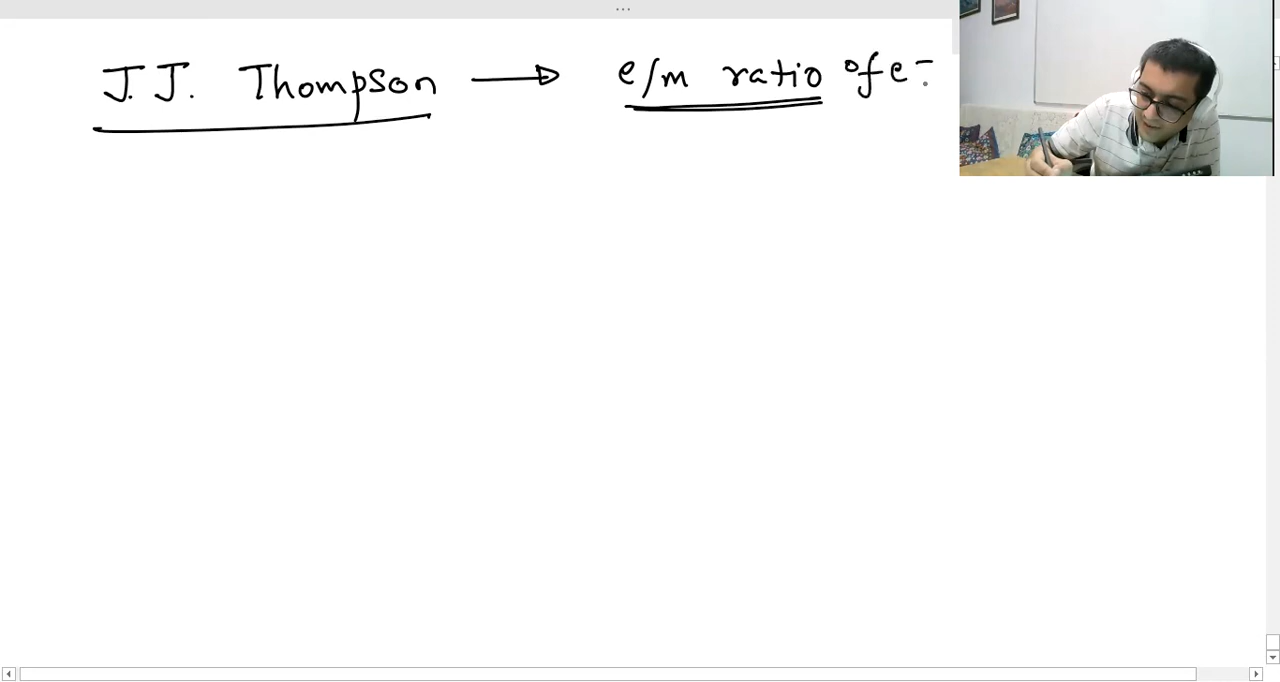 J.J. Thompson → e/m ratio of e⁻